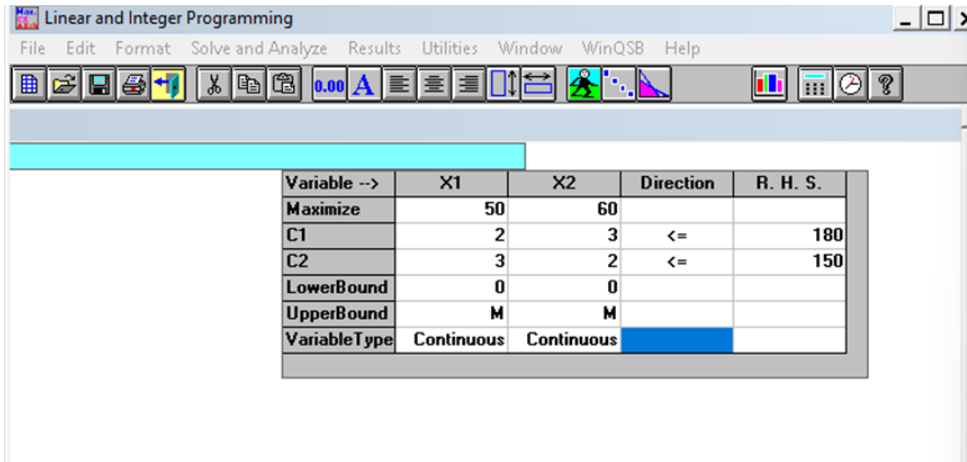 Linear and Integer Programming
File Edit Format Solve and Analyze Results Utilities Window WinQSB Help
0.00 A
Variable --> X1 X2 Direction R. H. S.
Maximize 50 60
C1 2 3 <= 180
C2 3 2 <= 150
LowerBound 0 0
UpperBound M M
VariableType Continuous Continuous